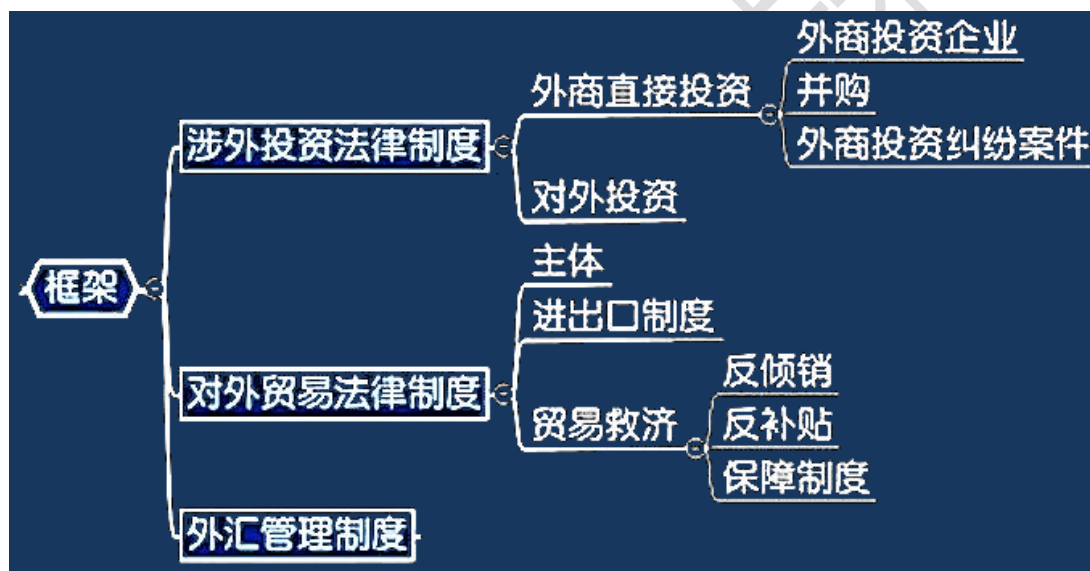 框架
涉外投资法律制度
外商直接投资
外商投资企业
并购
外商投资纠纷案件
对外投资
对外贸易法律制度
主体
进出口制度
贸易救济
反倾销
反补贴
保障制度
外汇管理制度